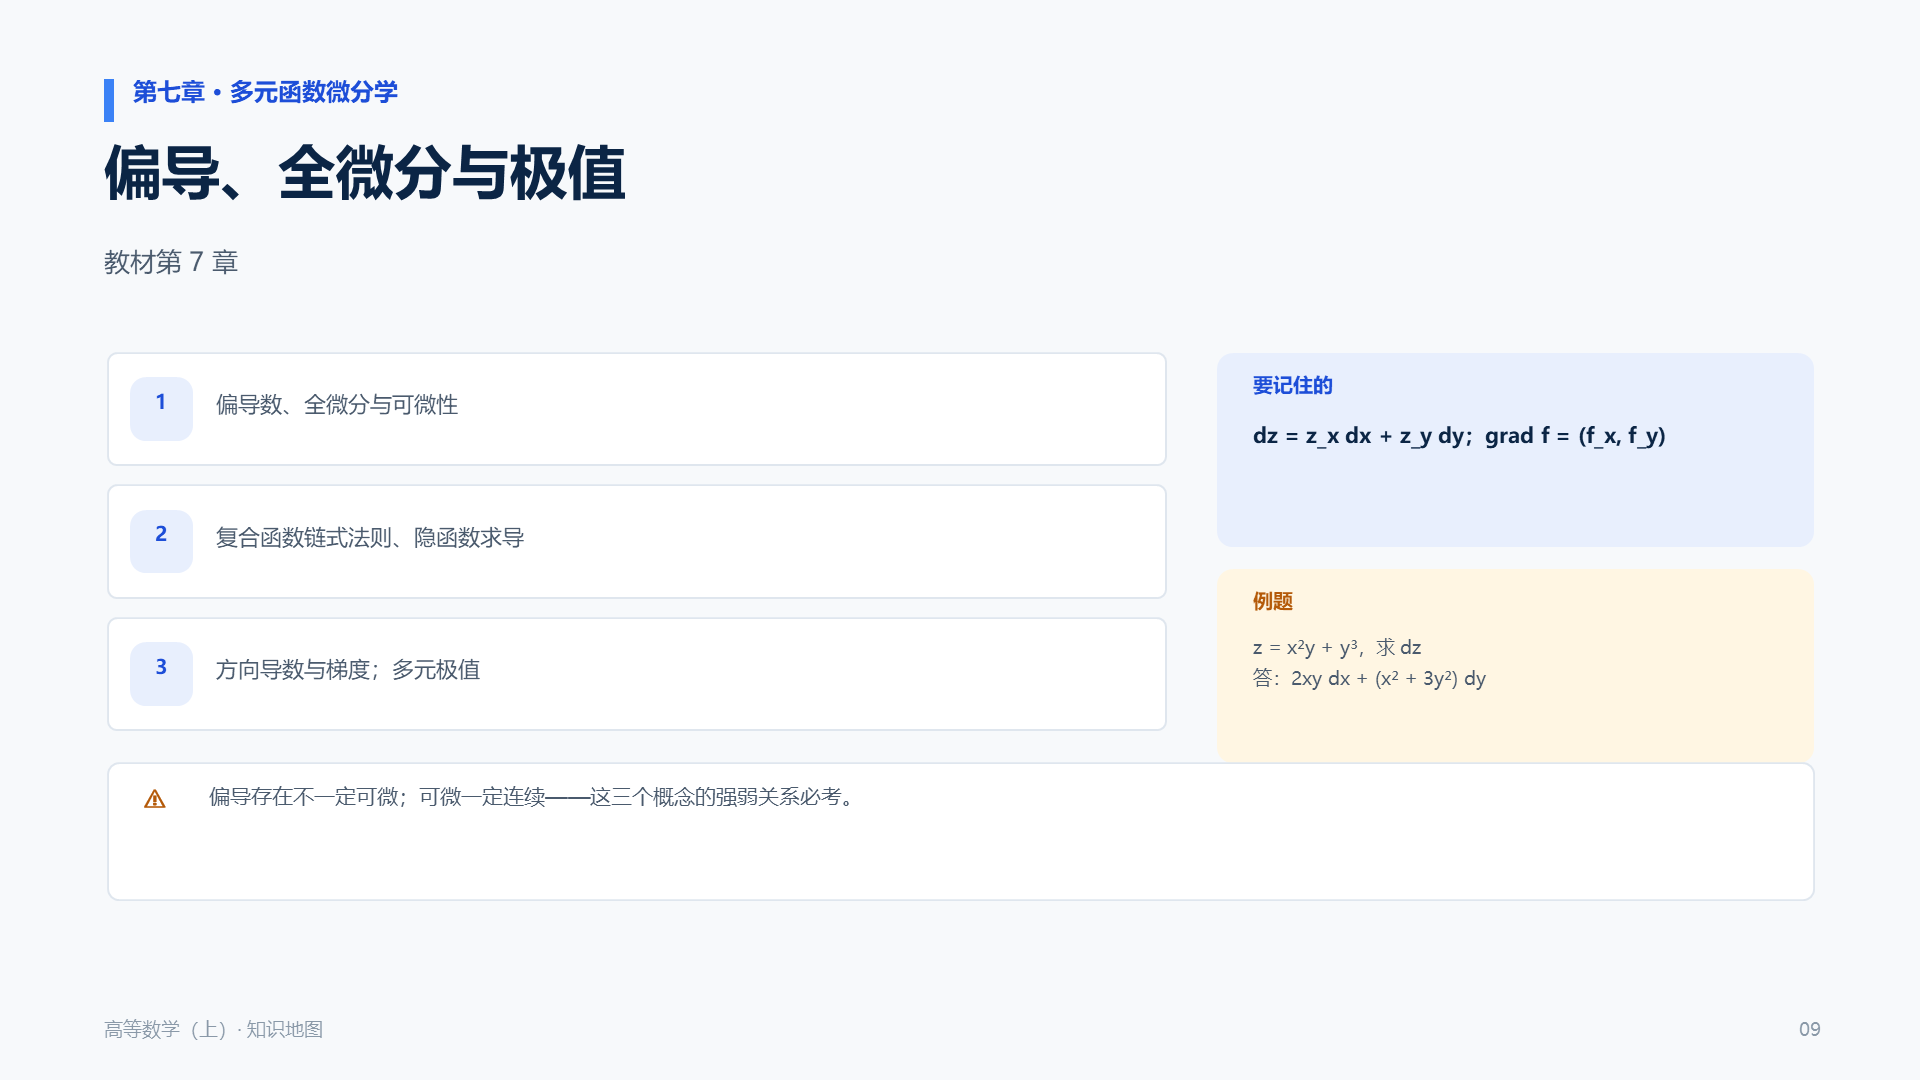 第七章·多元函数微分学
偏导、全微分与极值
教材第 7 章
1
偏导数、全微分与可微性
2
复合函数链式法则、隐函数求导
3
方向导数与梯度；多元极值
要记住的
dz = z_x dx + z_y dy；grad f = (f_x, f_y)
例题
z = x²y + y³，求 dz
答：2xy dx + (x² + 3y²) dy
⚠ 偏导存在不一定可微；可微一定连续——这三个概念的强弱关系必考。
高等数学（上）· 知识地图
09